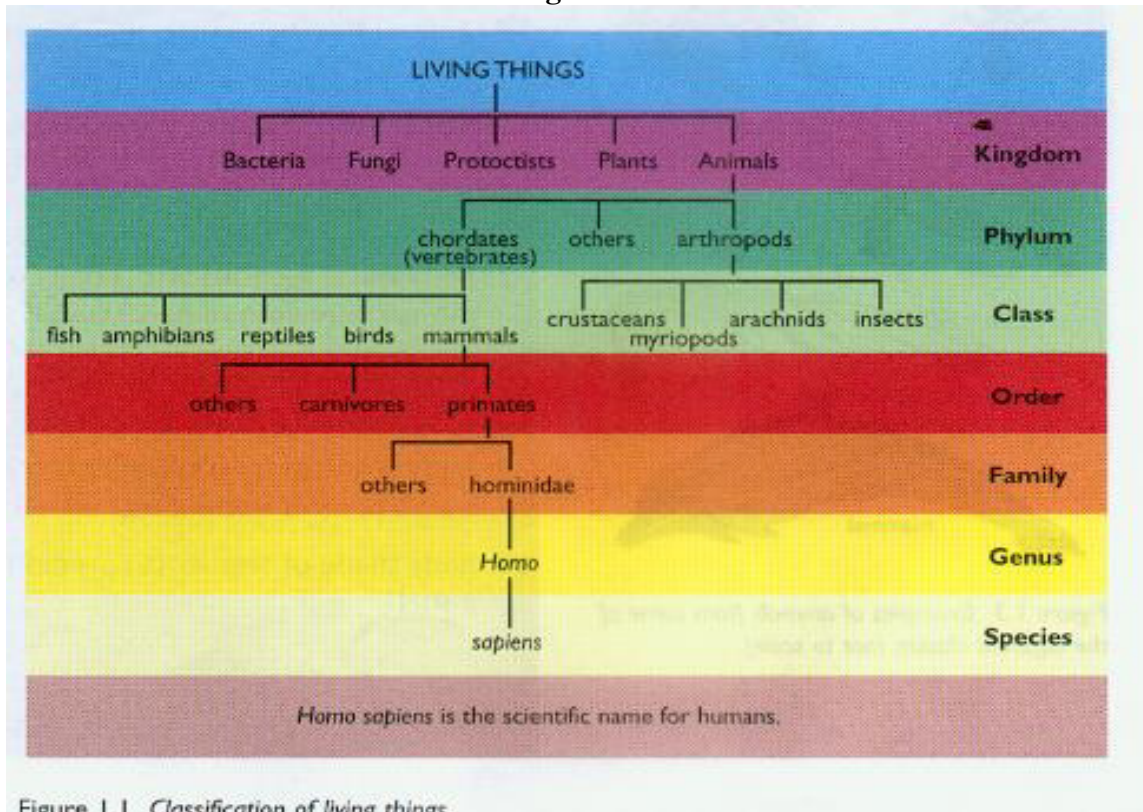 LIVING THINGS
Bacteria Fungi Protoctists Plants Animals Kingdom
chordates others arthropods Phylum
(vertebrates)
fish amphibians reptiles birds mammals crustaceans arachnids insects Class
myriopods
others carnivores primates Order
others hominidae Family
Homo Genus
sapiens Species
Homo sapiens is the scientific name for humans.
Figure 1.1 Classification of living things